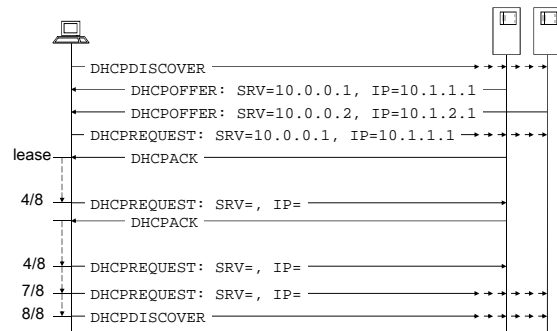 DHCPDISCOVER
DHCPOFFER: SRV=10.0.0.1, IP=10.1.1.1
DHCPOFFER: SRV=10.0.0.2, IP=10.1.2.1
DHCPREQUEST: SRV=10.0.0.1, IP=10.1.1.1
lease DHCPACK
4/8 DHCPREQUEST: SRV=, IP=
DHCPACK
4/8 DHCPREQUEST: SRV=, IP=
7/8 DHCPREQUEST: SRV=, IP=
8/8 DHCPDISCOVER